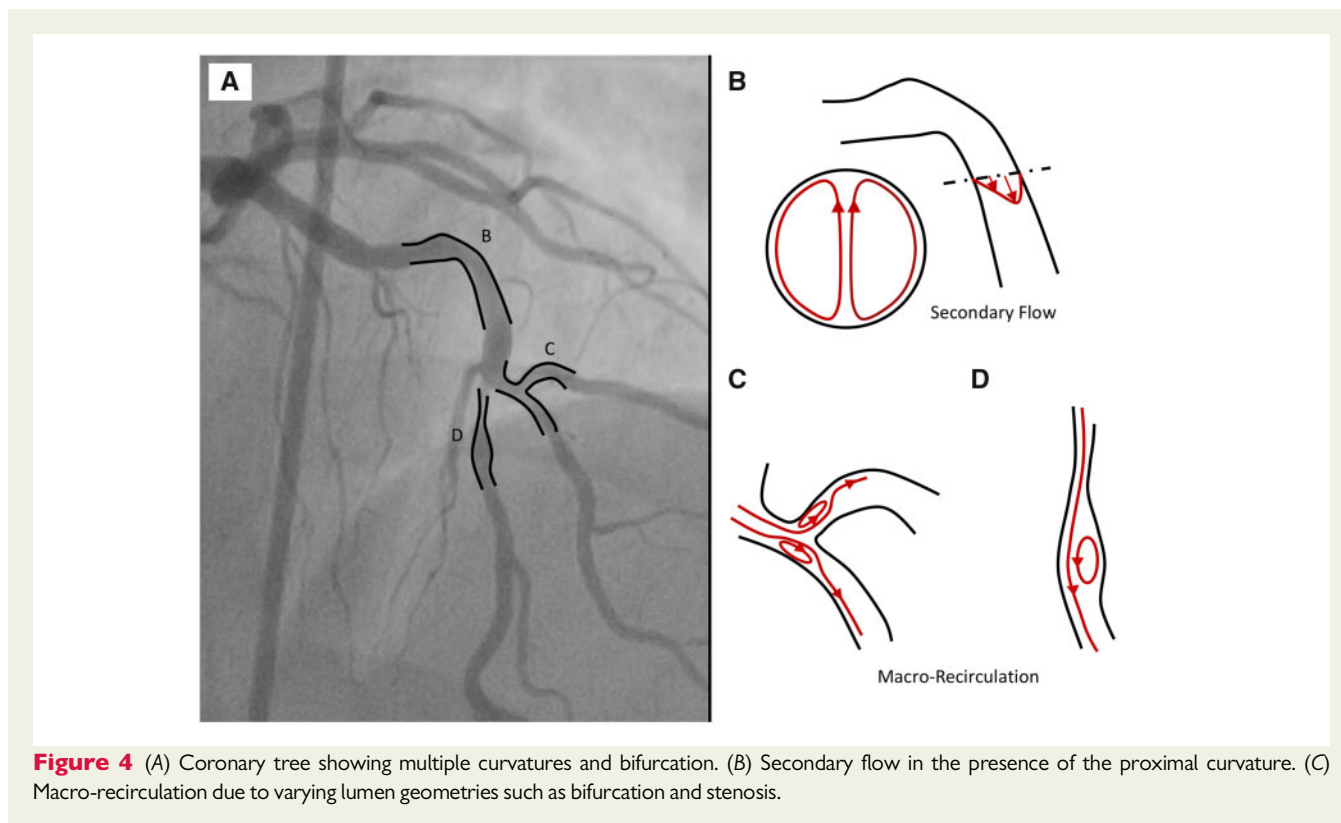 A
B
C
D
B
Secondary Flow
C
D
Macro-Recirculation
Figure 4 (A) Coronary tree showing multiple curvatures and bifurcation. (B) Secondary flow in the presence of the proximal curvature. (C)
Macro-recirculation due to varying lumen geometries such as bifurcation and stenosis.